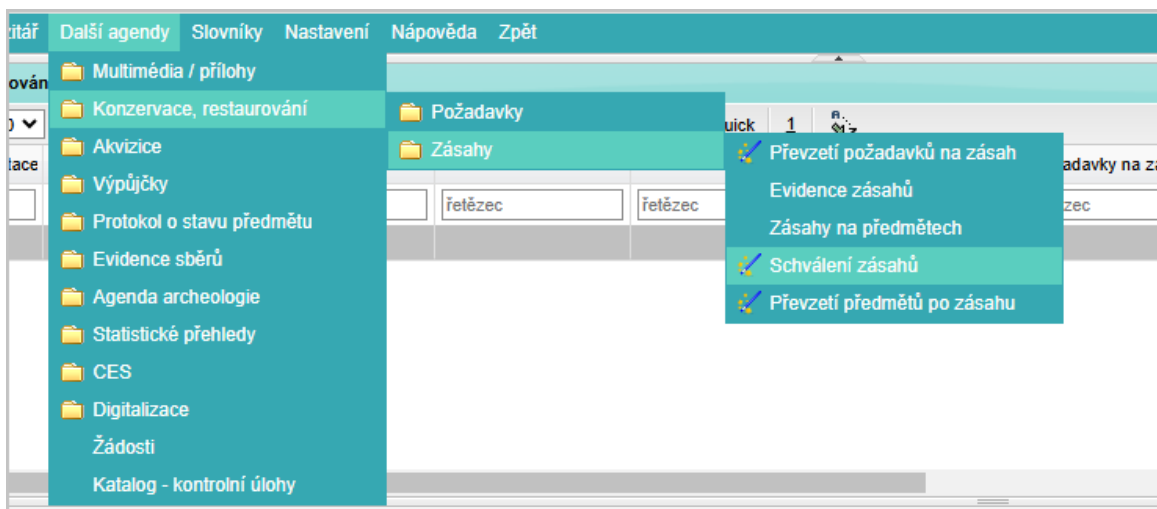 itář Další agendy Slovníky Nastavení Nápověda Zpět
ován
Multimédia / přílohy
Konzervace, restaurování
Požadavky
uick 1
Akvizice
Zásahy
Převzetí požadavků na zásah
tace
adavky na zá
Výpůjčky
Evidence zásahů
řetězec
řetězec
zec
Protokol o stavu předmětu
Zásahy na předmětech
Evidence sběrů
Schválení zásahů
Agenda archeologie
Převzetí předmětů po zásahu
Statistické přehledy
CES
Digitalizace
Žádosti
Katalog - kontrolní úlohy